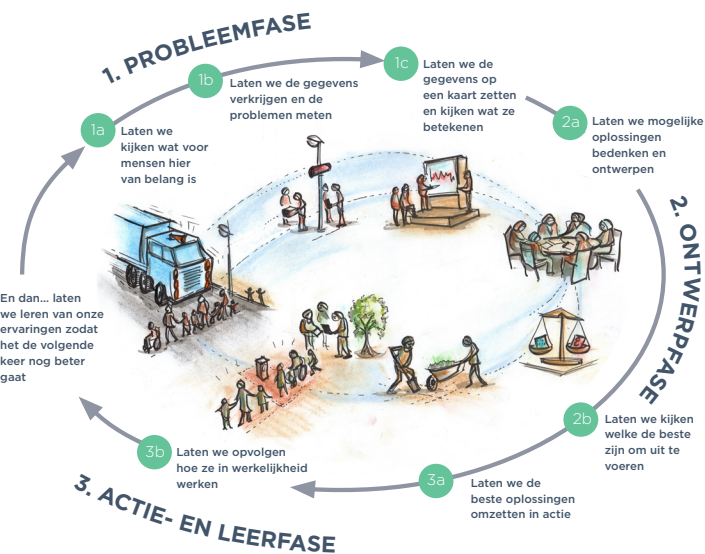 1. PROBLEEMFASE
1a
Laten we
kijken wat voor
mensen hier
van belang is
1b
Laten we de gegevens
verkrijgen en de
problemen meten
1c
Laten we de
gegevens op
een kaart zetten
en kijken wat ze
betekenen
2. ONTWERPFASE
2a
Laten we mogelijke
oplossingen
bedenken en
ontwerpen
2b
Laten we kijken
welke de beste
zijn om uit te
voeren
3. ACTIE- EN LEERFASE
3a
Laten we de
beste oplossingen
omzetten in actie
3b
Laten we opvolgen
hoe ze in werkelijkheid
werken
En dan... laten
we leren van onze
ervaringen zodat
het de volgende
keer nog beter
gaat